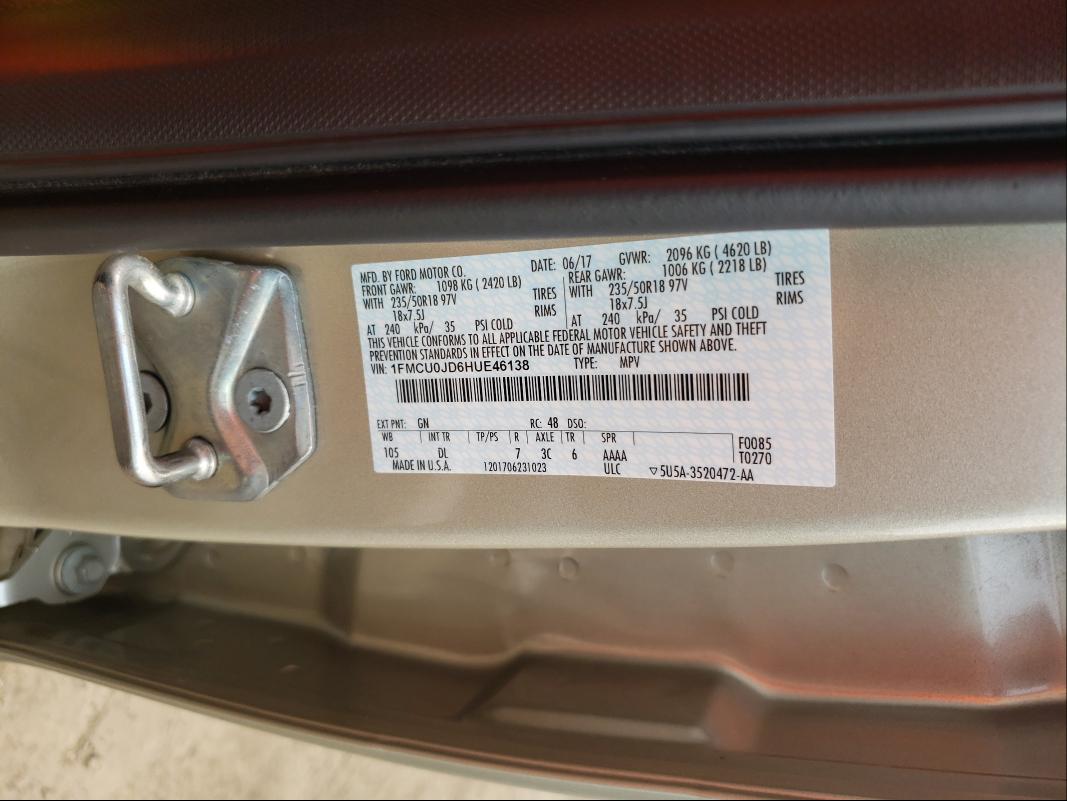 MFD. BY FORD MOTOR CO. DATE: 06/17 GVWR: 2096 KG ( 4620 LB)
FRONT GAWR: 1098 KG ( 2420 LB) REAR GAWR: 1006 KG ( 2218 LB)
WITH 235/50R18 97V TIRES WITH 235/50R18 97V TIRES
18x7.5J RIMS 18x7.5J RIMS
AT 240 kPa/ 35 PSI COLD AT 240 kPa/ 35 PSI COLD
THIS VEHICLE CONFORMS TO ALL APPLICABLE FEDERAL MOTOR VEHICLE SAFETY AND THEFT
PREVENTION STANDARDS IN EFFECT ON THE DATE OF MANUFACTURE SHOWN ABOVE.
VIN: 1FMCU0JD6HUE46138 TYPE: MPV
EXT PNT: GN RC: 48 DSO:
WB INT TR TP/PS R AXLE TR SPR F0085
105 DL 7 3C 6 AAAA T0270
MADE IN U.S.A. 1201706231023 ULC ▽5U5A-3520472-AA